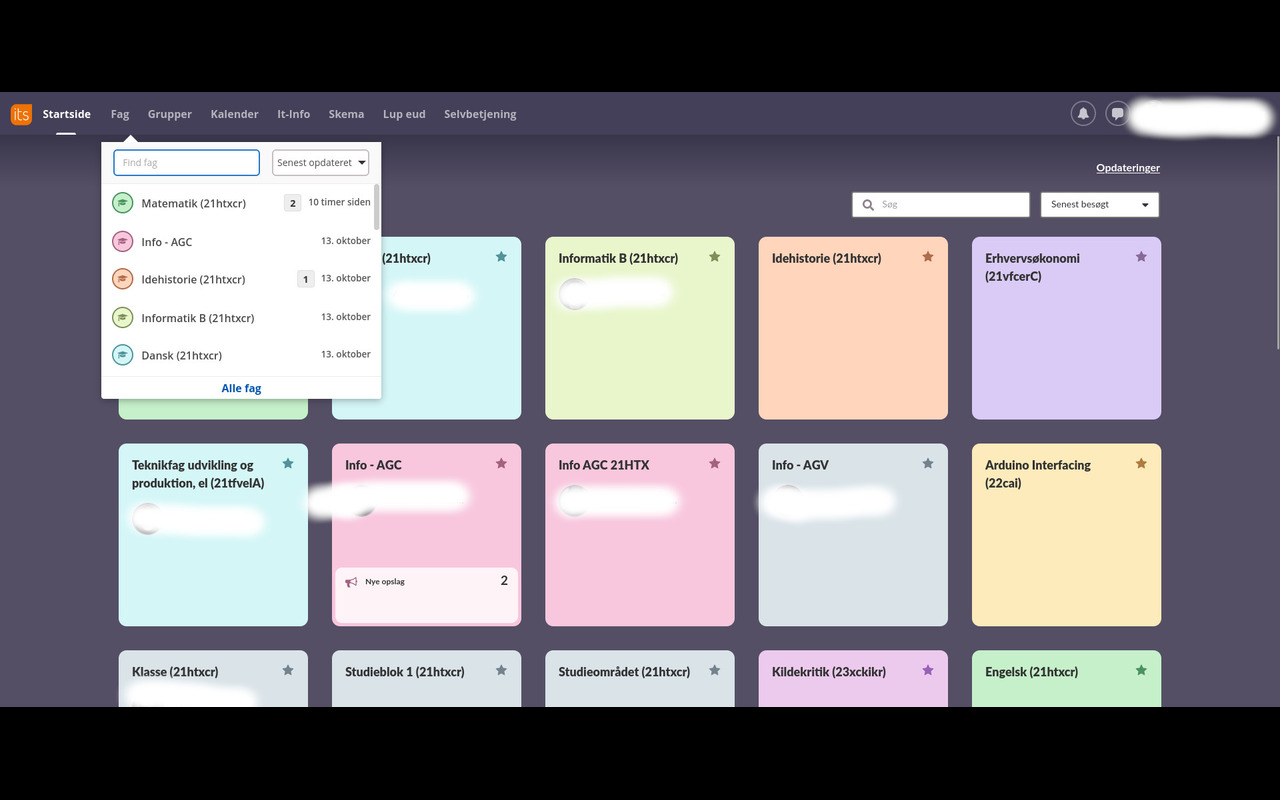 its Startside Fag Grupper Kalender It-Info Skema Lup eud Selvbetjening
Opdateringer
Find fag Senest opdateret
Søg Senest besøgt
Matematik (21htxcr) 2 10 timer siden
Info - AGC 13. oktober
Idehistorie (21htxcr) 1 13. oktober
Informatik B (21htxcr) 13. oktober
Dansk (21htxcr) 13. oktober
Alle fag
(21htxcr)
Informatik B (21htxcr)
Idehistorie (21htxcr)
Erhvervsøkonomi
(21vfcerC)
Teknikfag udvikling og
produktion, el (21tfvelA)
Info - AGC
Nye opslag 2
Info AGC 21HTX
Info - AGV
Arduino Interfacing
(22cai)
Klasse (21htxcr)
Studieblok 1 (21htxcr)
Studieområdet (21htxcr)
Kildekritik (23xckikr)
Engelsk (21htxcr)